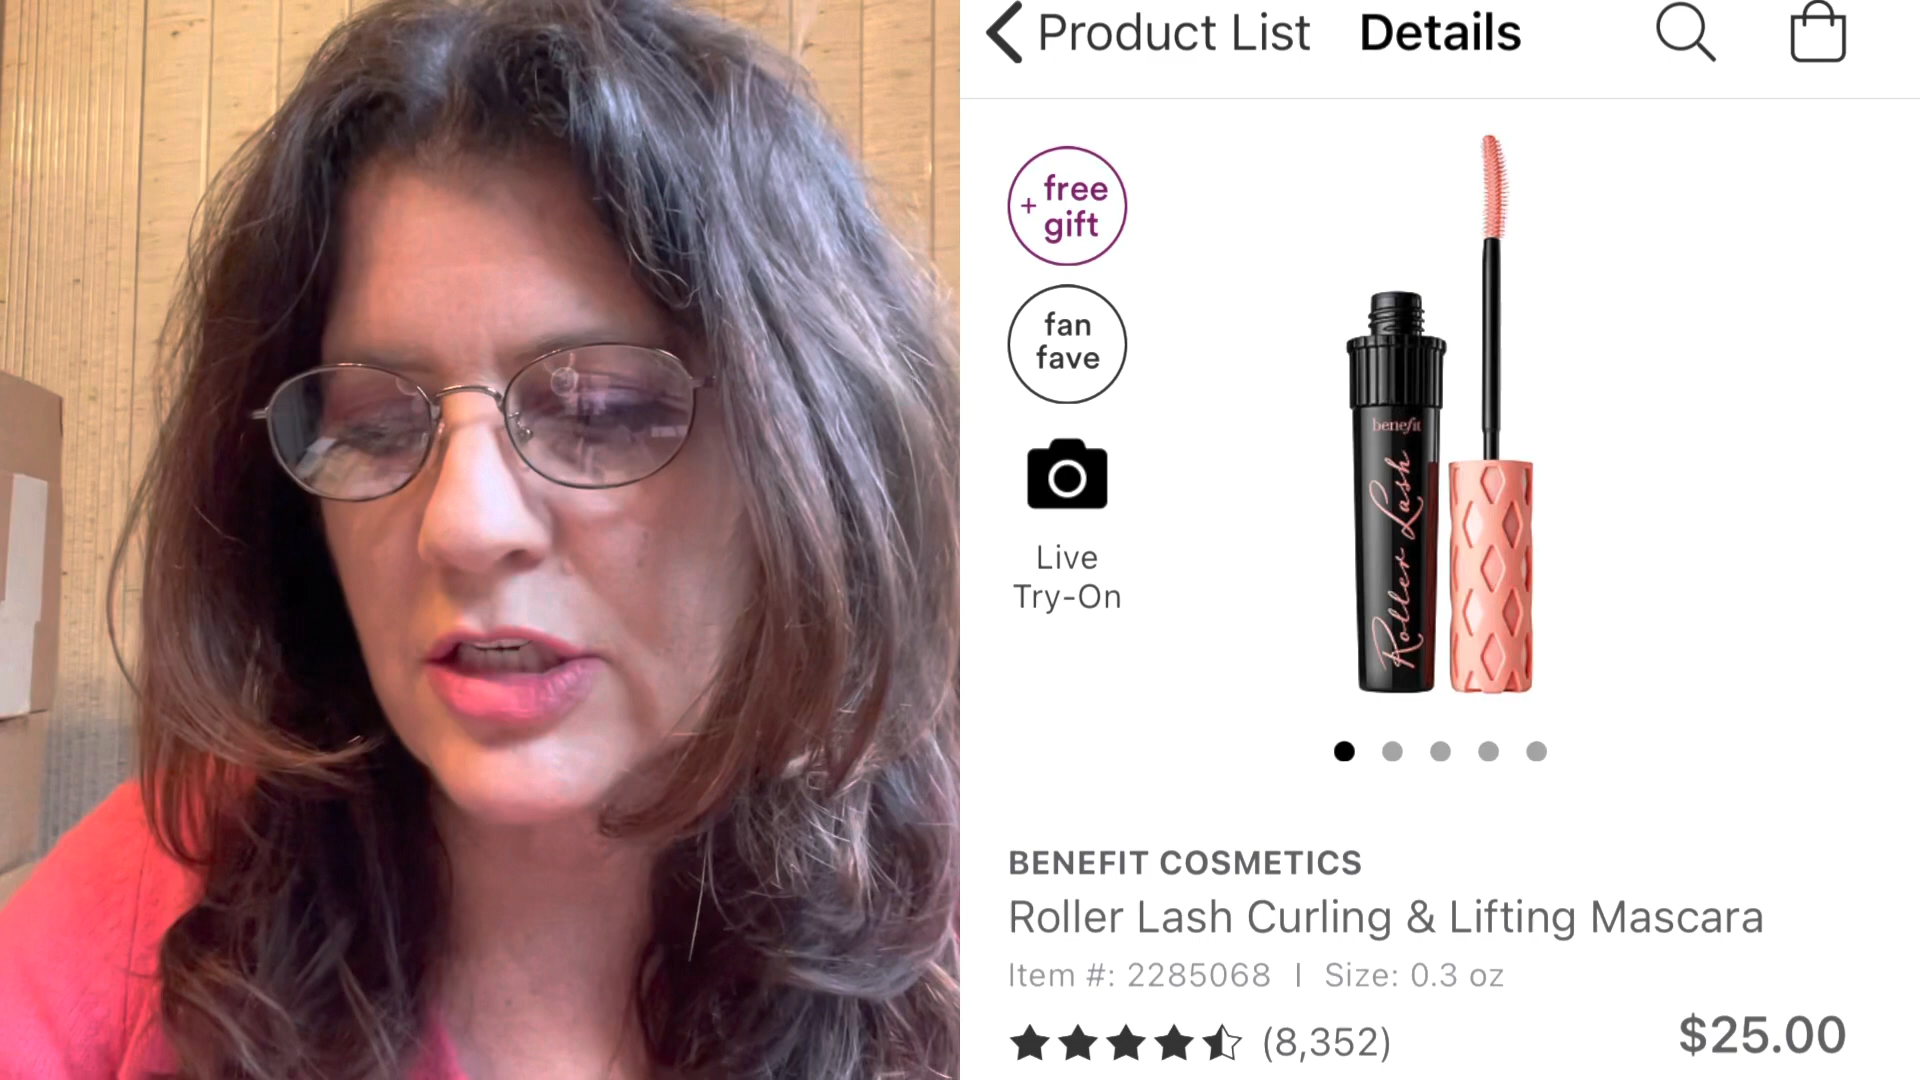 Product List Details
+ free
gift
fan
fave
Live
Try-On
benefit
Roller Lash
BENEFIT COSMETICS
Roller Lash Curling & Lifting Mascara
Item #: 2285068 | Size: 0.3 oz
(8,352)
$25.00